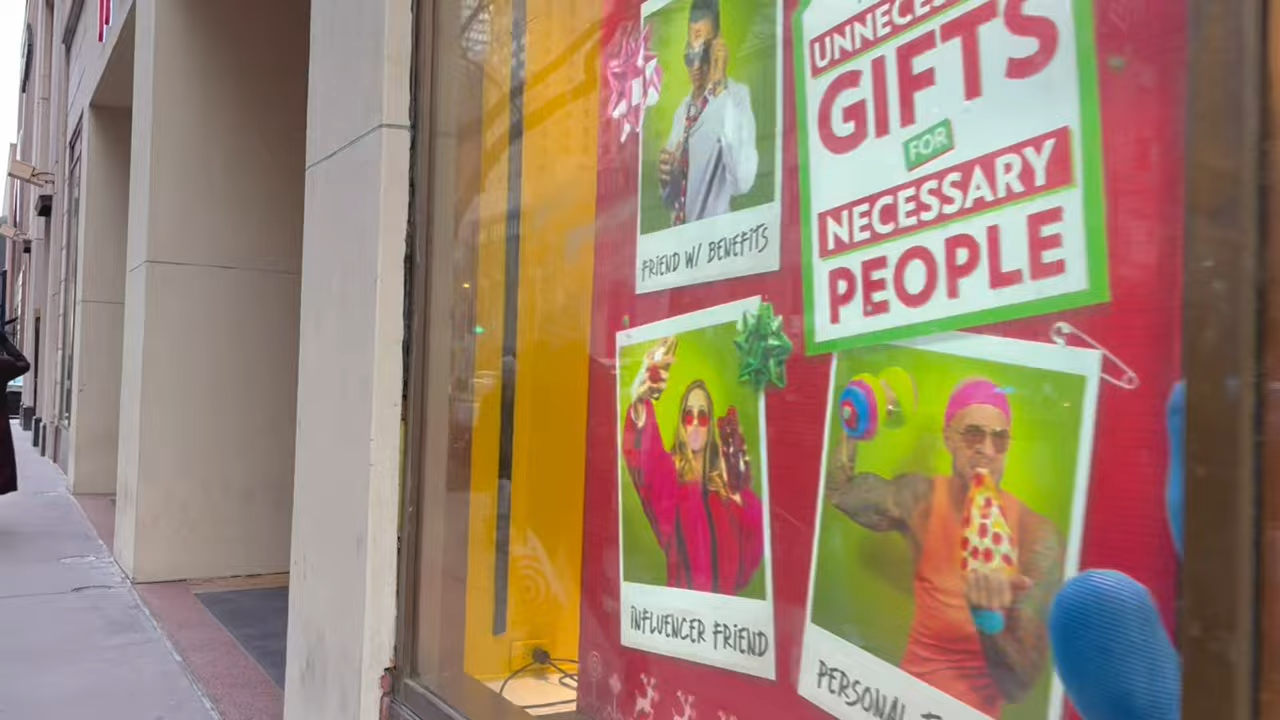 GIFTS
FOR
NECESSARY
PEOPLE
FRIEND W/ BENEFITS
INFLUENCER FRIEND
PERSONAL